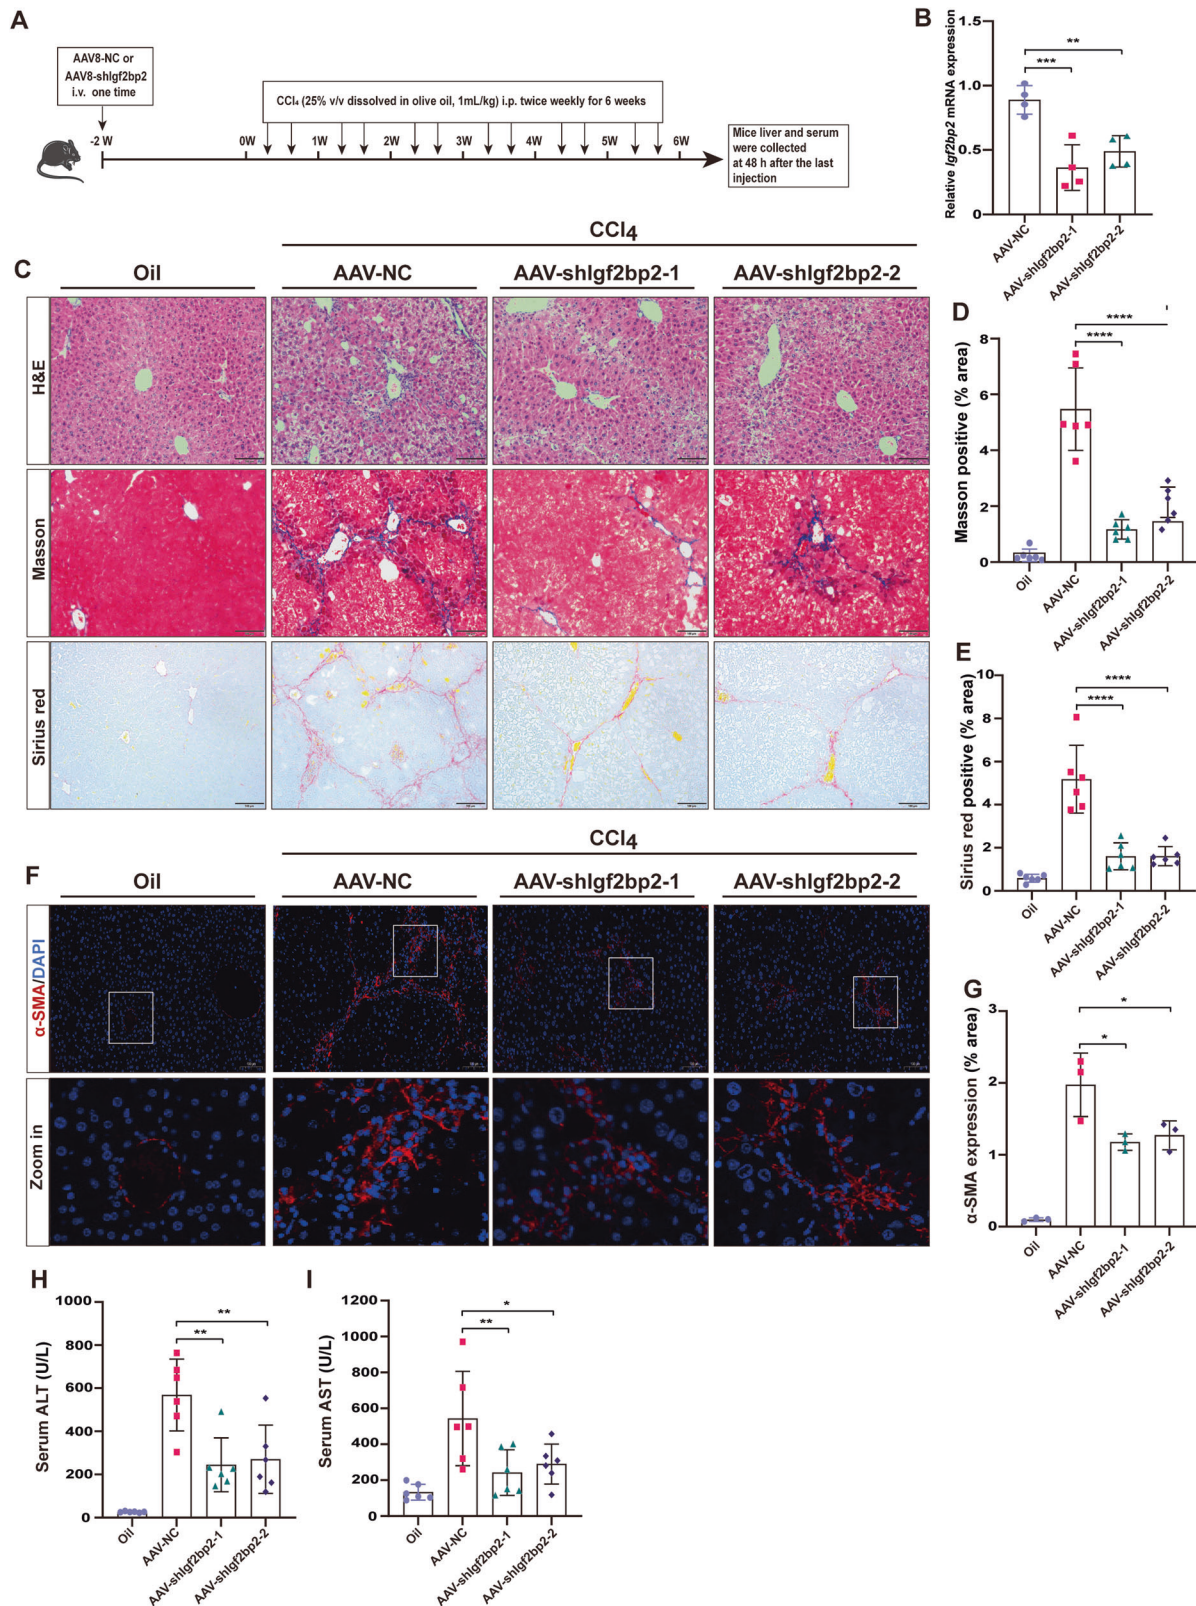 A
AAV8-NC or
AAV8-shIgf2bp2
i.v. one time
-2 W
CCl₄ (25% v/v dissolved in olive oil, 1mL/kg) i.p. twice weekly for 6 weeks
0W
1W
2W
3W
4W
5W
6W
Mice liver and serum
were collected
at 48 h after the last
injection
B
Relative Igf2bp2 mRNA expression
1.5
1.0
0.5
0
**
***
AAV-NC
AAV-shIgf2bp2-1
AAV-shIgf2bp2-2
C
CCl4
Oil
AAV-NC
AAV-shIgf2bp2-1
AAV-shIgf2bp2-2
H&E
Masson
Sirius red
D
Masson positive (% area)
8
6
4
2
0
****
****
Oil
AAV-NC
AAV-shIgf2bp2-1
AAV-shIgf2bp2-2
E
Sirius red positive (% area)
10
8
6
4
2
0
****
****
Oil
AAV-NC
AAV-shIgf2bp2-1
AAV-shIgf2bp2-2
F
CCl4
Oil
AAV-NC
AAV-shIgf2bp2-1
AAV-shIgf2bp2-2
α-SMA/DAPI
Zoom in
G
α-SMA expression (% area)
3
2
1
0
*
*
Oil
AAV-NC
AAV-shIgf2bp2-1
AAV-shIgf2bp2-2
H
Serum ALT (U/L)
1000
800
600
400
200
0
**
**
Oil
AAV-NC
AAV-shIgf2bp2-1
AAV-shIgf2bp2-2
I
Serum AST (U/L)
1200
1000
800
600
400
200
0
*
**
Oil
AAV-NC
AAV-shIgf2bp2-1
AAV-shIgf2bp2-2